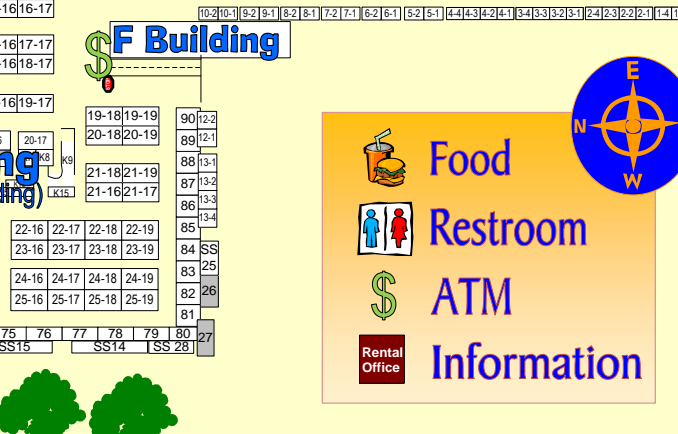 -16 16-17
10-2 10-1 9-2 9-1 8-2 8-1 7-2 7-1 6-2 6-1 5-2 5-1 4-4 4-3 4-2 4-1 3-4 3-3 3-2 3-1 2-4 2-3 2-2 2-1 1-4
$ F Building
-16 17-17
-16 18-17
-16 19-17
19-18 19-19
20-18 20-19
21-18 21-19
21-16 21-17
20-17
K8
K9
K15
ng
ding)
22-16 22-17 22-18 22-19
23-16 23-17 23-18 23-19
24-16 24-17 24-18 24-19
25-16 25-17 25-18 25-19
90 12-2
89 12-1
88 13-1
87 13-2
86 13-3
85 13-4
84 SS
83 25
82 26
81
75 76 77 78 79 80 27
SS15 SS14 SS 28
E
N
W
Food
Restroom
$ ATM
Rental
Office
Information